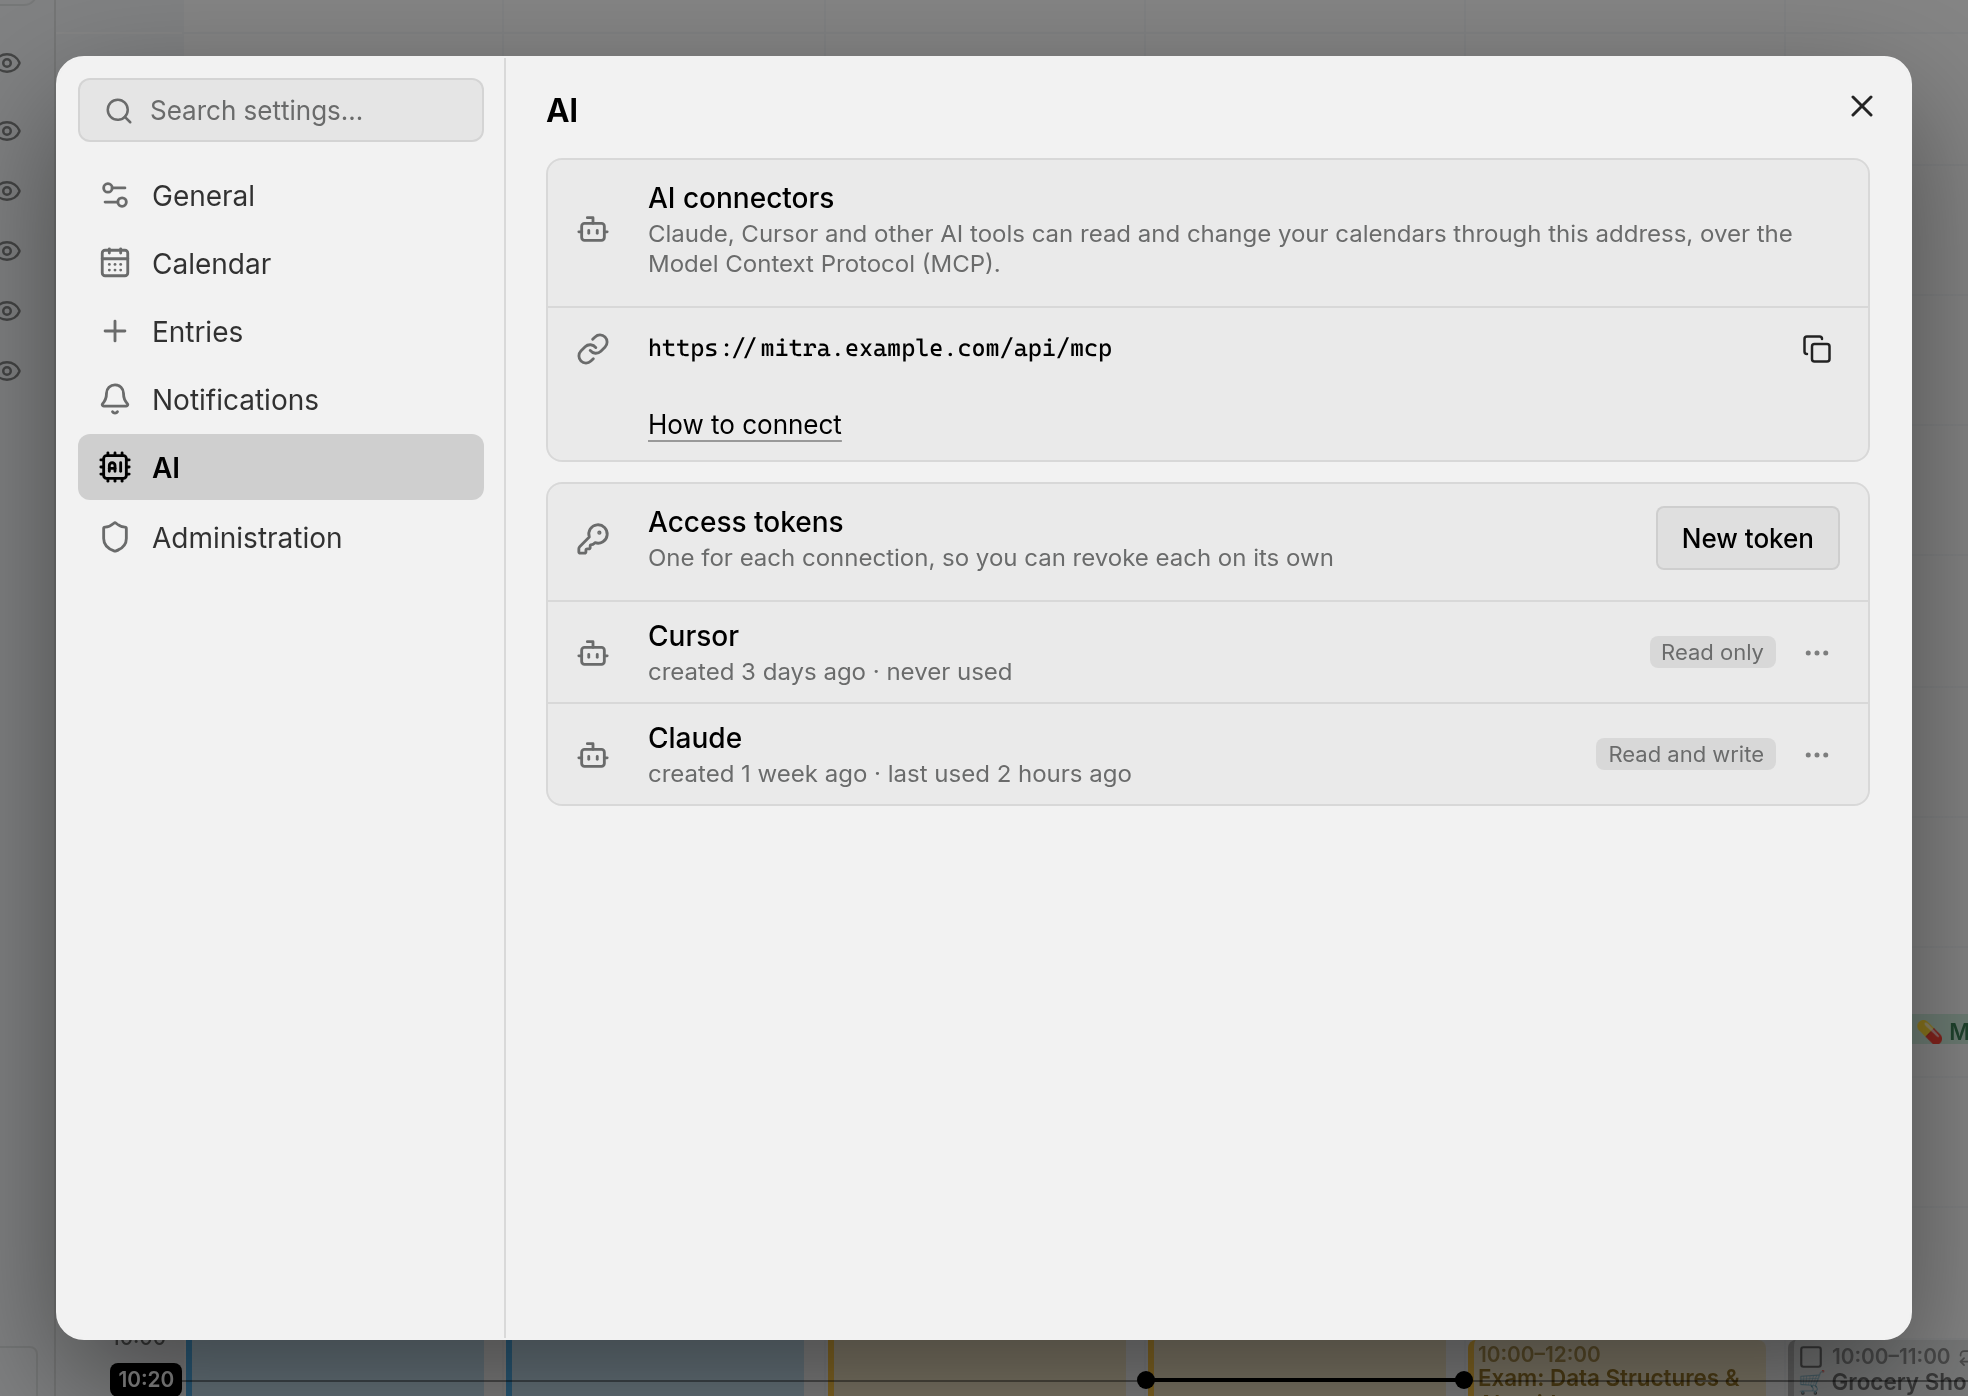 Search settings...
General
Calendar
Entries
Notifications
AI
Administration
AI
AI connectors
Claude, Cursor and other AI tools can read and change your calendars through this address, over the
Model Context Protocol (MCP).
https://mitra.example.com/api/mcp
How to connect
Access tokens
One for each connection, so you can revoke each on its own
New token
Cursor
created 3 days ago · never used
Read only
Claude
created 1 week ago · last used 2 hours ago
Read and write
10:20
10:00–12:00
Exam: Data Structures &
10:00–11:00
Grocery